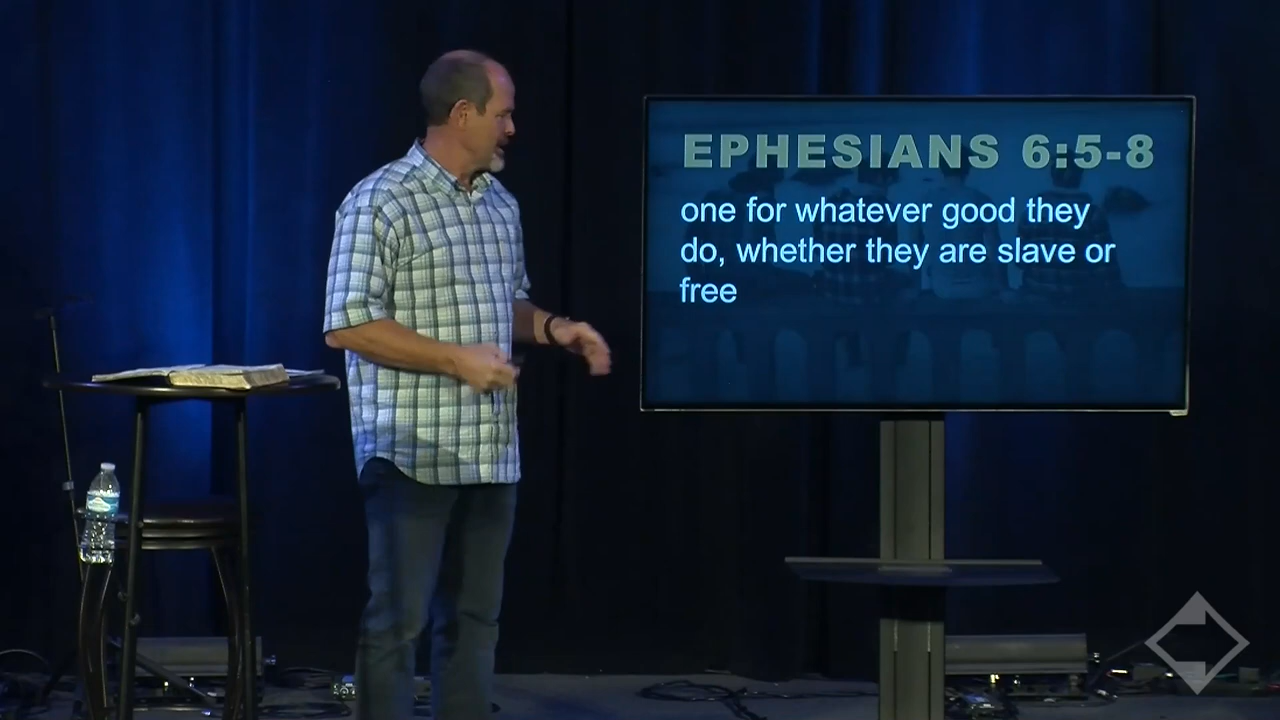 EPHESIANS 6:5-8
one for whatever good they
do, whether they are slave or
free